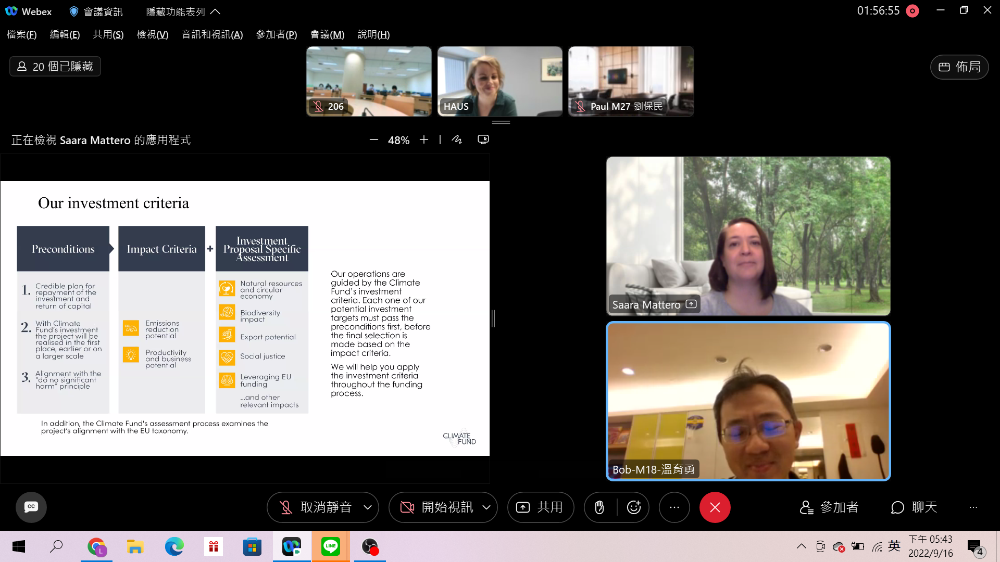 Webex
會議資訊
隱藏功能表列
01:56:55
檔案(F)
編輯(E)
共用(S)
檢視(V)
音訊和視訊(A)
參加者(P)
會議(M)
說明(H)
20 個已隱藏
206
HAUS
Paul M27 劉保民
佈局
正在檢視 Saara Mattero 的應用程式
48%
Our investment criteria
Preconditions
1. Credible plan for
repayment of the
investment and
return of capital
2. With Climate
Fund's investment
the project will be
realised in the first
place, earlier or on
a larger scale
3. Alignment with the
"do no significant
harm" principle
Impact Criteria
Emissions
reduction
potential
Productivity
and business
potential
+
Investment
Proposal Specific
Assessment
Natural resources
and circular
economy
Biodiversity
impact
Export potential
Social justice
Leveraging EU
funding
...and other
relevant impacts
Our operations are
guided by the Climate
Fund's investment
criteria. Each one of our
potential investment
targets must pass the
preconditions first, before
the final selection is
made based on the
impact criteria.
We will help you apply
the investment criteria
throughout the funding
process.
In addition, the Climate Fund's assessment process examines the
project's alignment with the EU taxonomy.
CLIMATE
FUND
Saara Mattero
Bob-M18-溫育勇
CC
取消靜音
開始視訊
共用
參加者
聊天
L
LINE
英
下午 05:43
2022/9/16
4